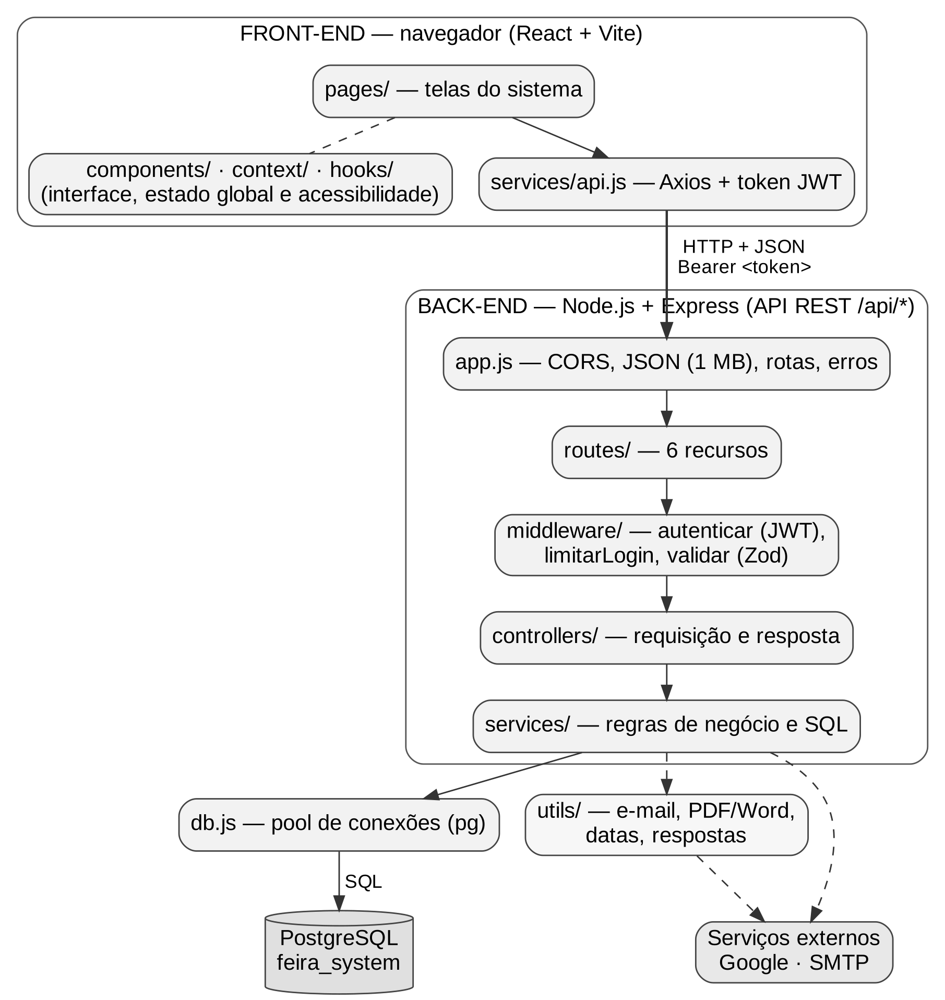 FRONT-END — navegador (React + Vite)
pages/ — telas do sistema
components/ · context/ · hooks/
(interface, estado global e acessibilidade)
services/api.js — Axios + token JWT
HTTP + JSON
Bearer <token>
BACK-END — Node.js + Express (API REST /api/*)
app.js — CORS, JSON (1 MB), rotas, erros
routes/ — 6 recursos
middleware/ — autenticar (JWT),
limitarLogin, validar (Zod)
controllers/ — requisição e resposta
services/ — regras de negócio e SQL
db.js — pool de conexões (pg)
utils/ — e-mail, PDF/Word,
datas, respostas
SQL
PostgreSQL
feira_system
Serviços externos
Google · SMTP